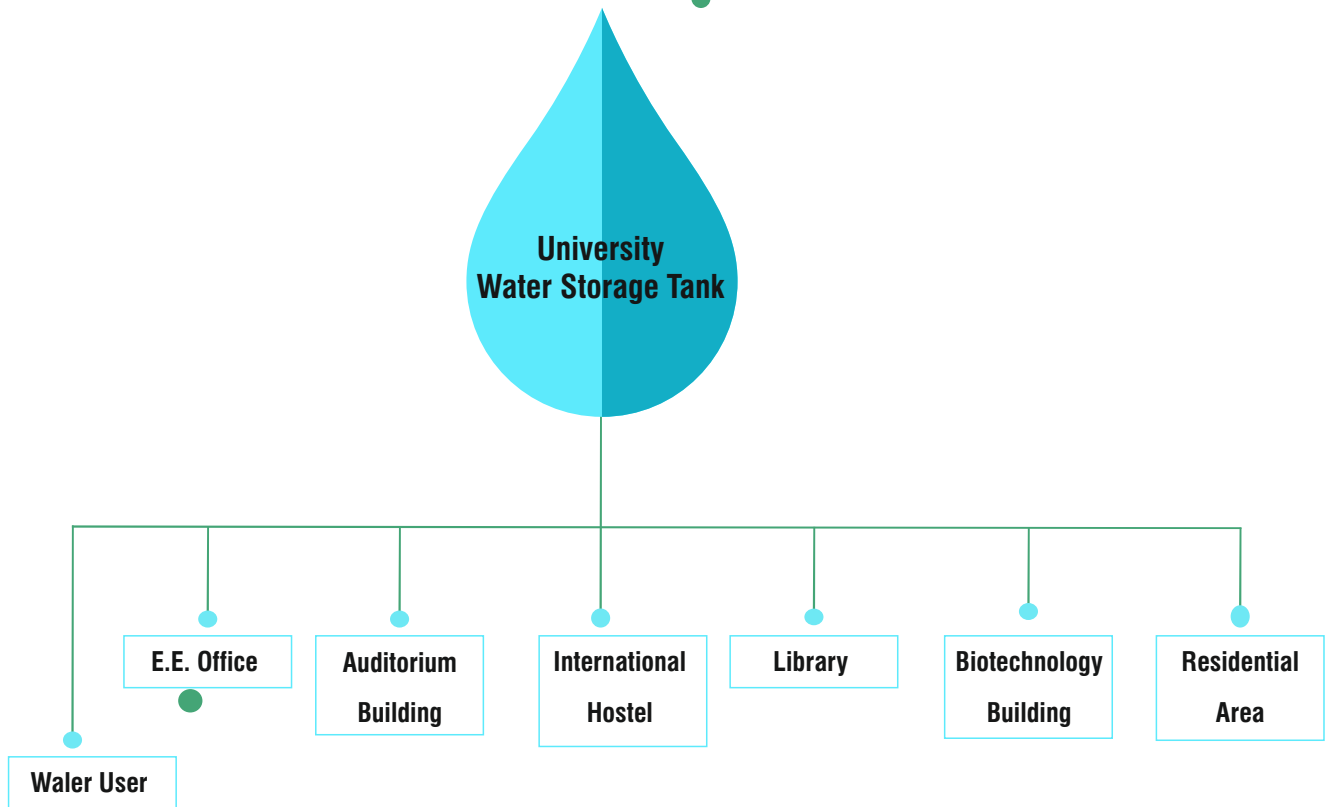 University
Water Storage Tank
E.E. Office
Auditorium
Building
International
Hostel
Library
Biotechnology
Building
Residential
Area
Waler User